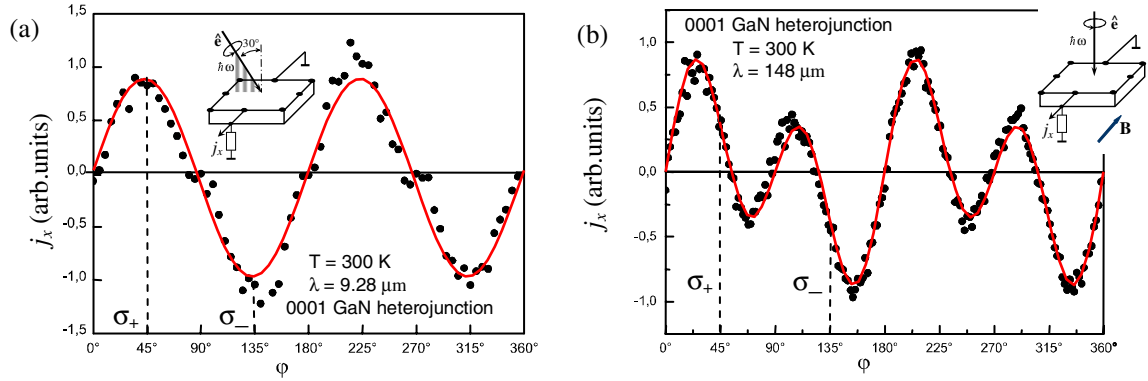 (a)
1,5
1,0
0,5
0,0
-0,5
-1,0
-1,5
j_x (arb.units)
ê
30°
ħω
j_x
T = 300 K
λ = 9.28 μm
0001 GaN heterojunction
σ+
σ−
0° 45° 90° 135° 180° 225° 270° 315° 360°
φ
(b)
1,0
0,5
0,0
-0,5
-1,0
j_x (arb.units)
0001 GaN heterojunction
T = 300 K
λ = 148 μm
ê
ħω
j_x
B
σ+
σ−
0° 45° 90° 135° 180° 225° 270° 315° 360°
φ